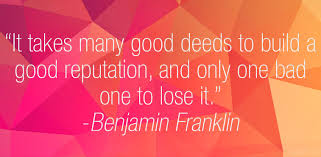 “It takes many good deeds to build a
good reputation, and only one bad
one to lose it.”
-Benjamin Franklin